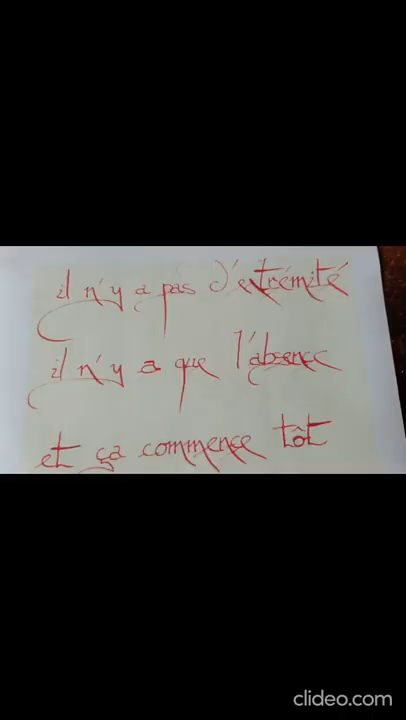 il n'y a pas d'extrémité
il n'y a que l'absence
et ça commence tôt
clideo.com